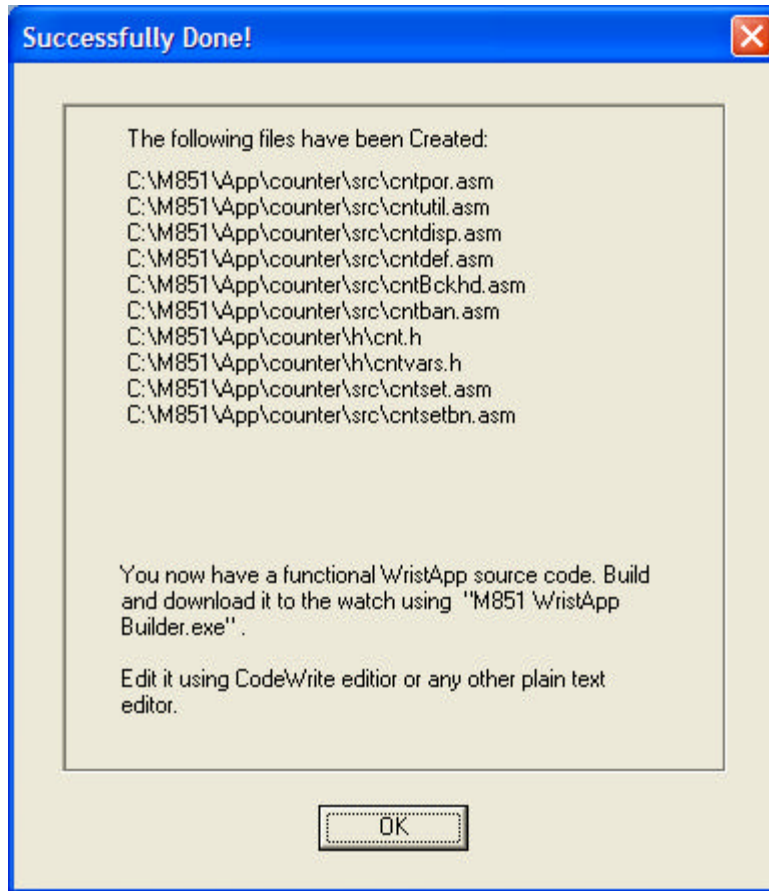 Successfully Done!
The following files have been Created:
C:\M851\App\counter\src\cntpor.asm
C:\M851\App\counter\src\cntutil.asm
C:\M851\App\counter\src\cntdisp.asm
C:\M851\App\counter\src\cntdef.asm
C:\M851\App\counter\src\cntBckhd.asm
C:\M851\App\counter\src\cntban.asm
C:\M851\App\counter\h\cnt.h
C:\M851\App\counter\h\cntvars.h
C:\M851\App\counter\src\cntset.asm
C:\M851\App\counter\src\cntsetbn.asm
You now have a functional WristApp source code. Build
and download it to the watch using  "M851 WristApp
Builder.exe" .
Edit it using CodeWrite editior or any other plain text
editor.
OK